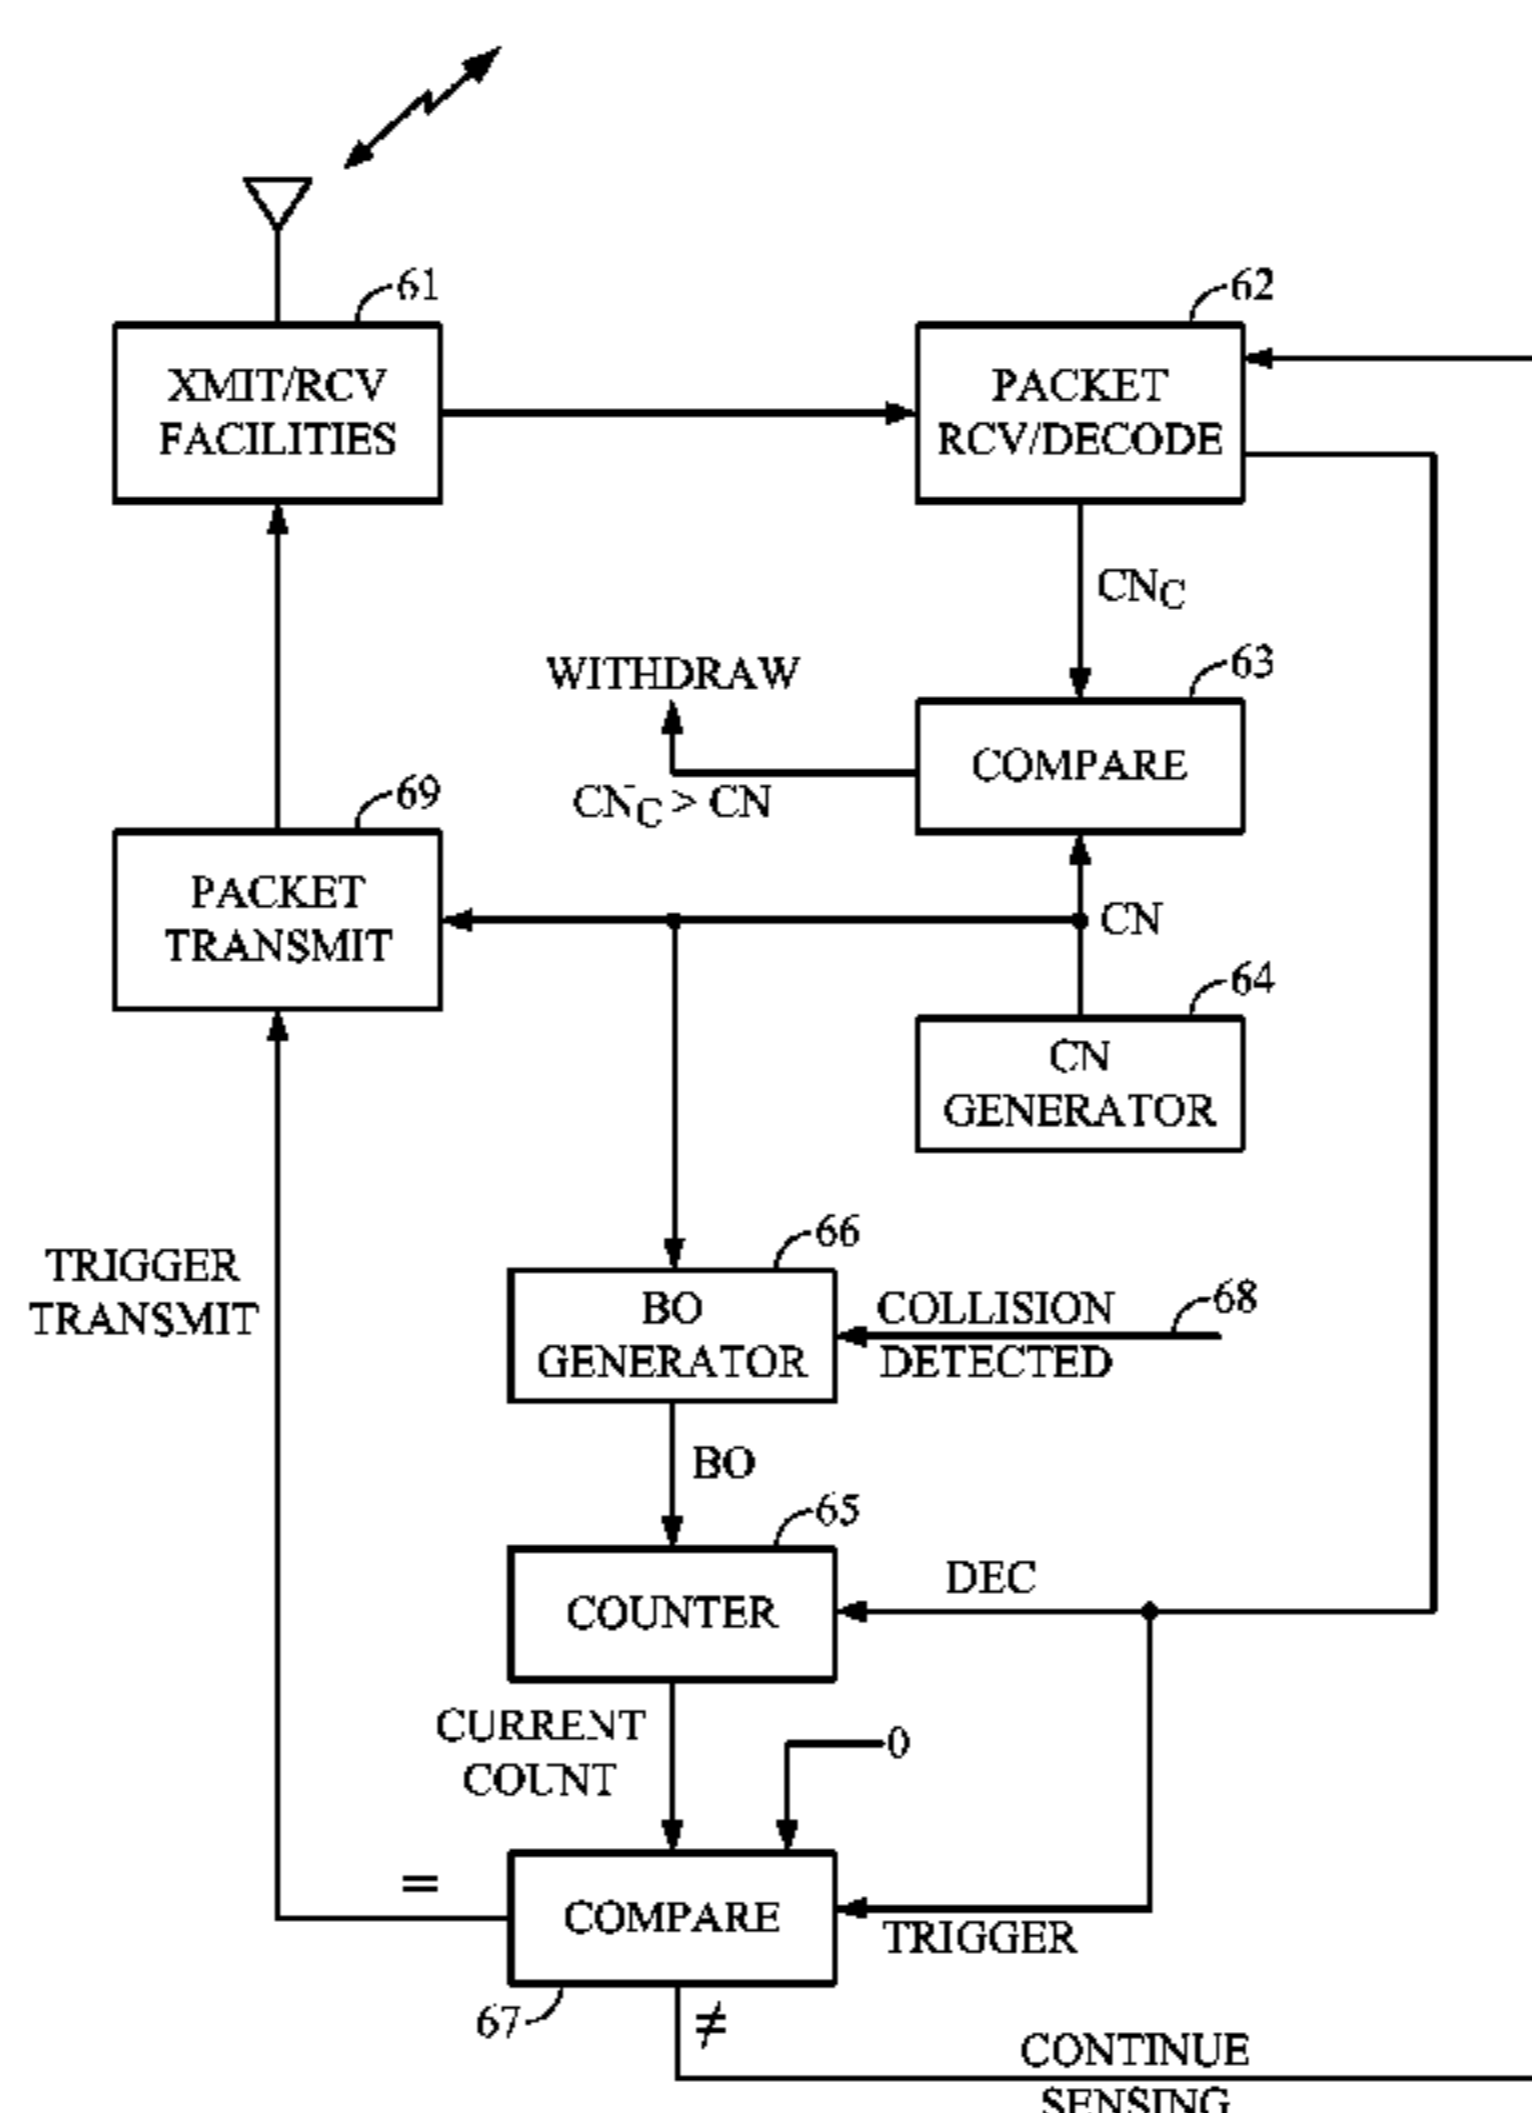 61
XMIT/RCV
FACILITIES
62
PACKET
RCV/DECODE
CNC
WITHDRAW
CNC > CN
63
COMPARE
69
PACKET
TRANSMIT
CN
64
CN
GENERATOR
TRIGGER
TRANSMIT
66
BO
GENERATOR
COLLISION
DETECTED
68
BO
65
COUNTER
DEC
CURRENT
COUNT
0
=
COMPARE
TRIGGER
67
≠
CONTINUE
SENSING